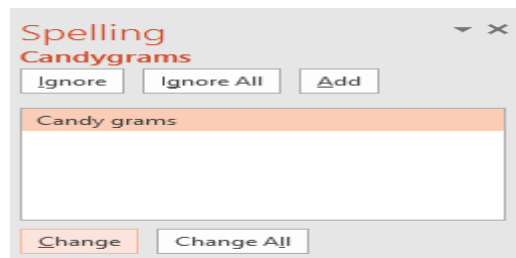 Spelling
Candygrams
Ignore Ignore All Add
Candy grams
Change Change All